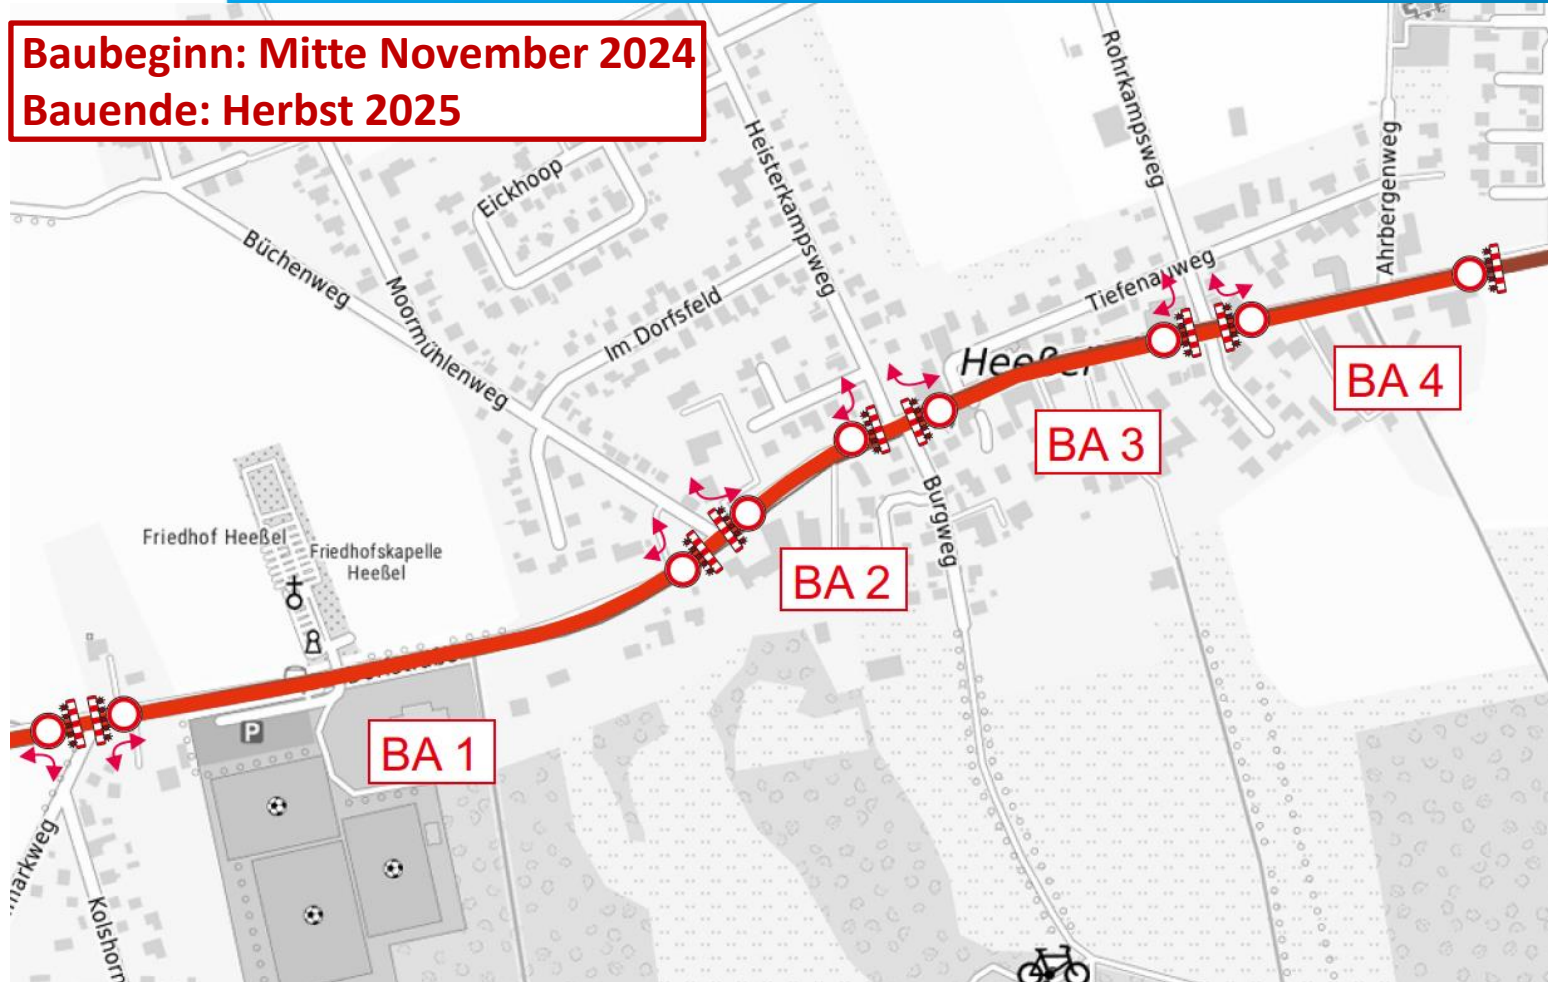 Baubeginn: Mitte November 2024
Bauende: Herbst 2025
Rohrkampsweg
Heisterkampsweg
Eickhoop
Ahrbergenweg
Büchenweg
Moormühlenweg
Im Dorfsfeld
Tiefenauweg
Heeßel
BA 4
BA 3
Burgweg
BA 2
Friedhof Heeßel
Friedhofskapelle
Heeßel
P
BA 1
Kolshorn